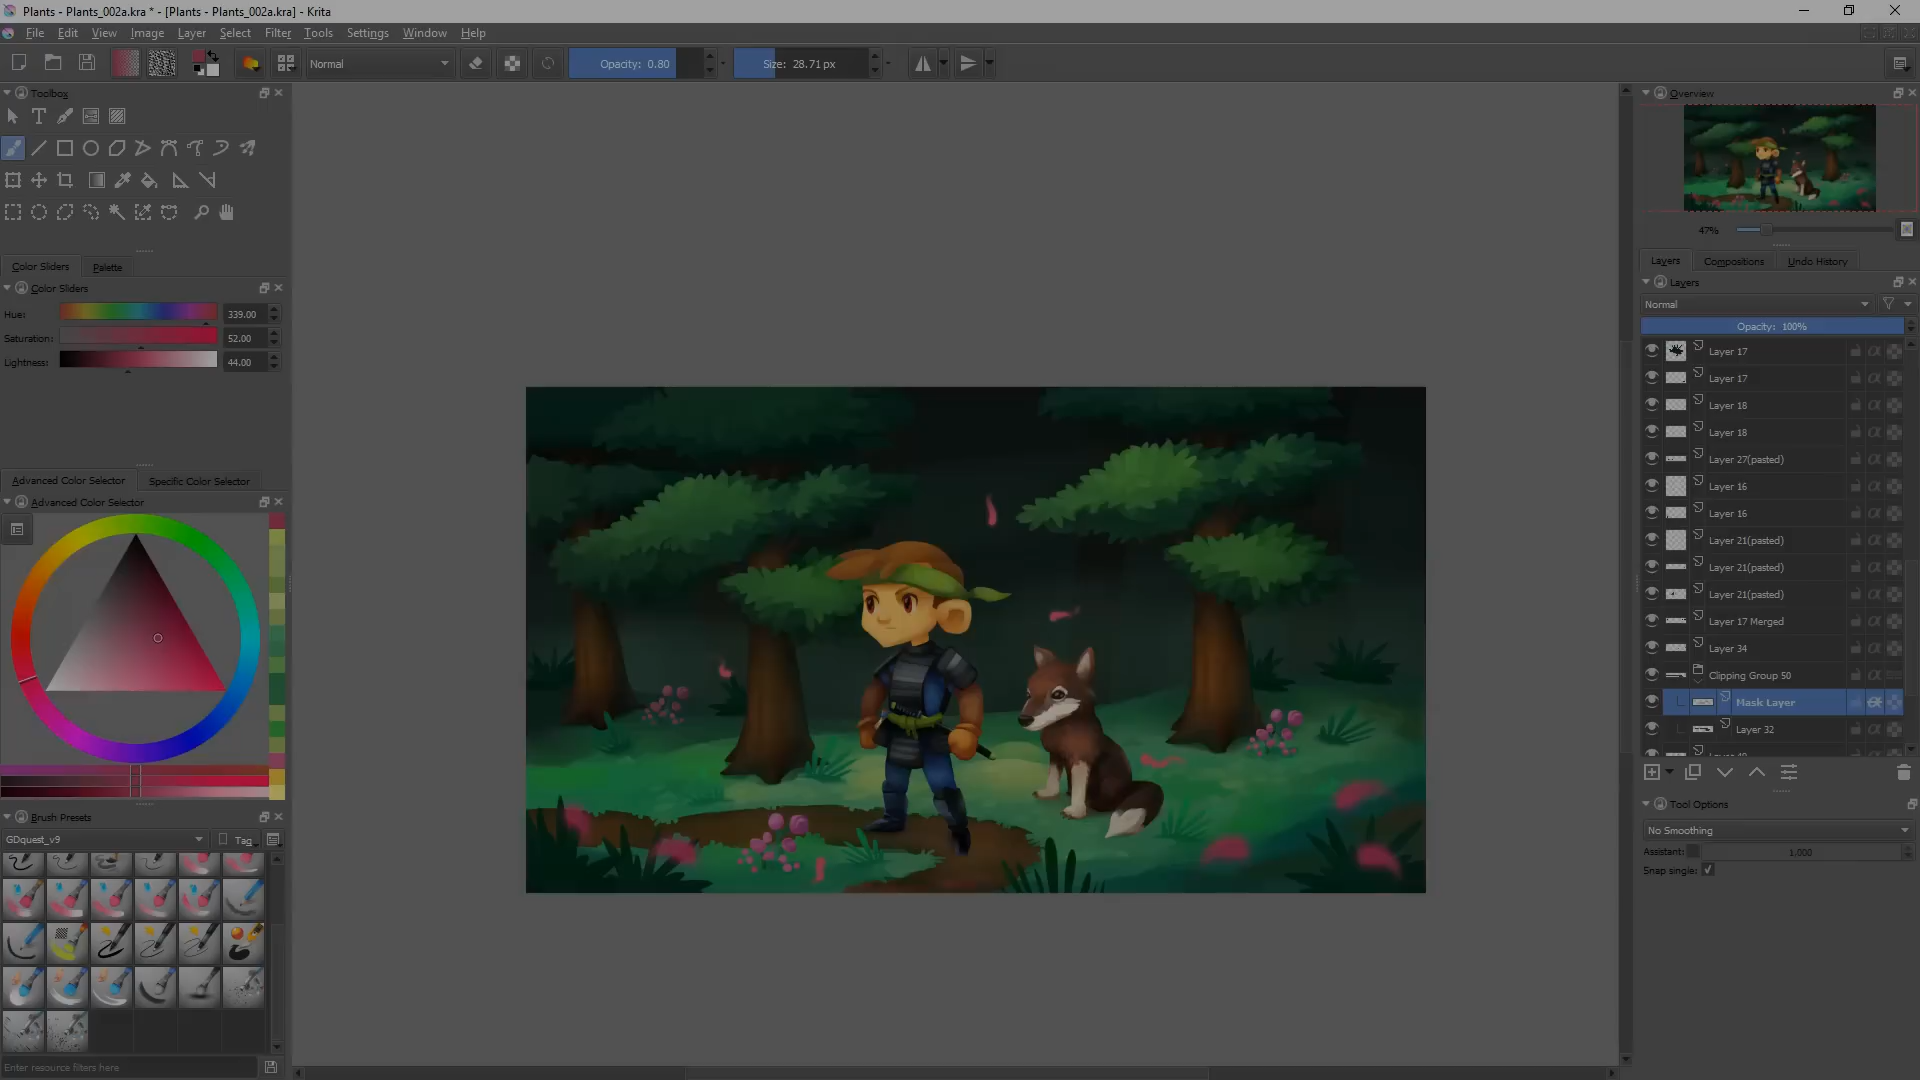 Plants - Plants_002a.kra * - [Plants - Plants_002a.kra] - Krita
File Edit View Image Layer Select Filter Tools Settings Window Help
Normal Opacity: 0.80 Size: 28.71 px
Toolbox
Color Sliders Palette
Color Sliders
Hue: 339.00
Saturation: 52.00
Lightness: 44.00
Advanced Color Selector Specific Color Selector
Advanced Color Selector
Brush Presets
GDquest_v9 Tag
Enter resource filters here
Overview
47%
Layers Compositions Undo History
Layers
Normal
Opacity: 100%
Layer 17
Layer 17
Layer 18
Layer 18
Layer 27(pasted)
Layer 16
Layer 16
Layer 21(pasted)
Layer 21(pasted)
Layer 21(pasted)
Layer 17 Merged
Layer 34
Clipping Group 50
Mask Layer
Layer 32
Tool Options
No Smoothing
Assistant: 1,000
Snap single: